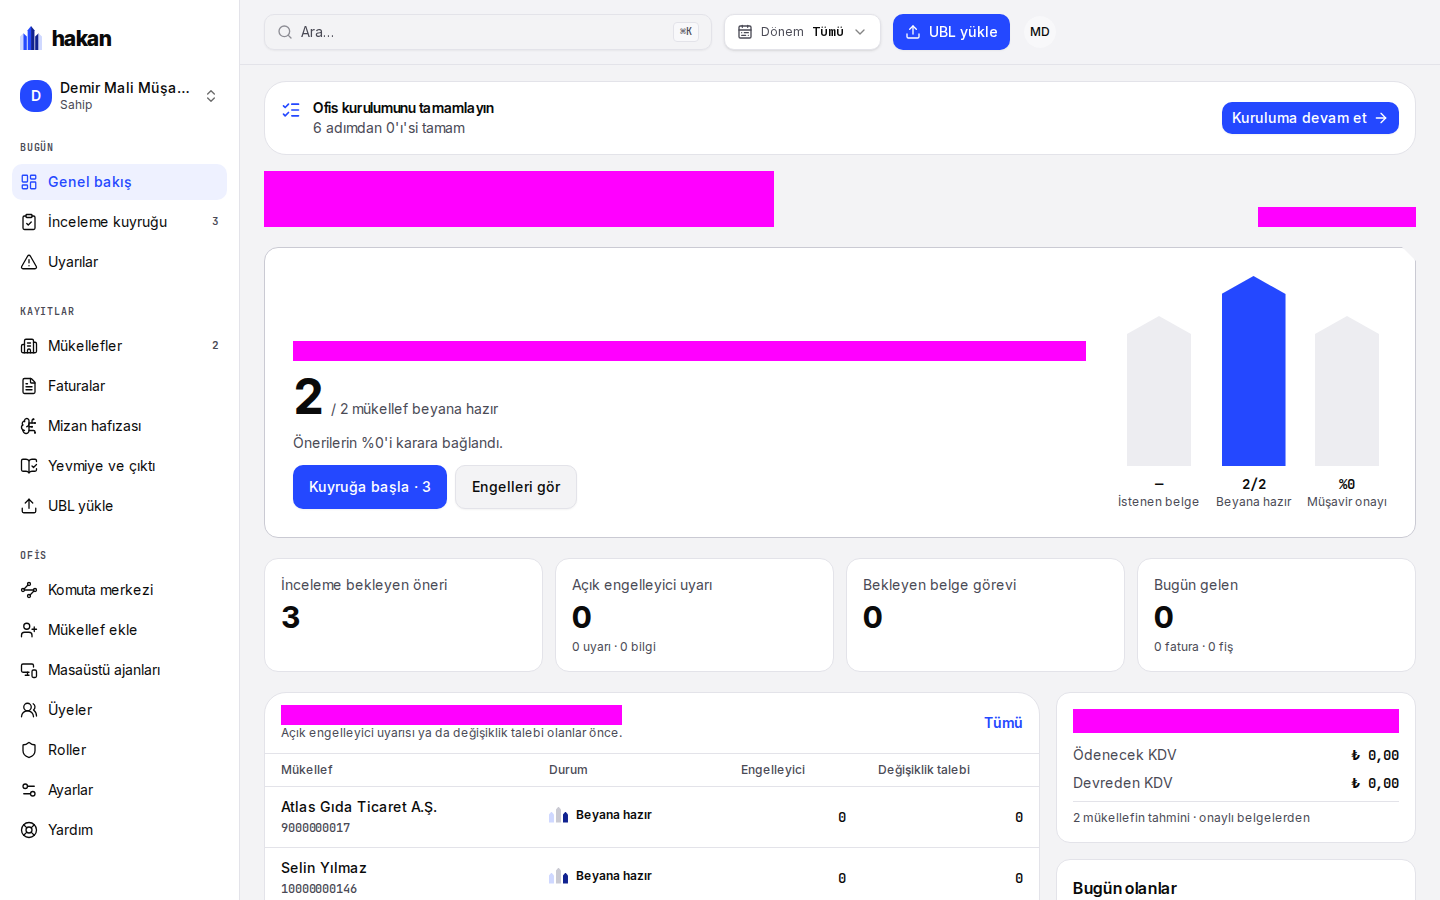 hakan
Ara...
⌘K
Dönem Tümü
UBL yükle
MD
Demir Mali Müşa...
Sahip
BUGÜN
Genel bakış
İnceleme kuyruğu 3
Uyarılar
KAYITLAR
Mükellefler 2
Faturalar
Mizan hafızası
Yevmiye ve çıktı
UBL yükle
OFİS
Komuta merkezi
Mükellef ekle
Masaüstü ajanları
Üyeler
Roller
Ayarlar
Yardım
Ofis kurulumunu tamamlayın
6 adımdan 0'ı'si tamam
Kuruluma devam et
2 / 2 mükellef beyana hazır
Önerilerin %0'i karara bağlandı.
Kuyruğa başla · 3
Engelleri gör
— 2/2 %0
İstenen belge Beyana hazır Müşavir onayı
İnceleme bekleyen öneri
3
Açık engelleyici uyarı
0
0 uyarı · 0 bilgi
Bekleyen belge görevi
0
Bugün gelen
0
0 fatura · 0 fiş
Açık engelleyici uyarısı ya da değişiklik talebi olanlar önce.
Tümü
Mükellef Durum Engelleyici Değişiklik talebi
Atlas Gıda Ticaret A.Ş.
9000000017
Beyana hazır 0 0
Selin Yılmaz
10000000146
Beyana hazır 0 0
Ödenecek KDV ₺ 0,00
Devreden KDV ₺ 0,00
2 mükellefin tahmini · onaylı belgelerden
Bugün olanlar